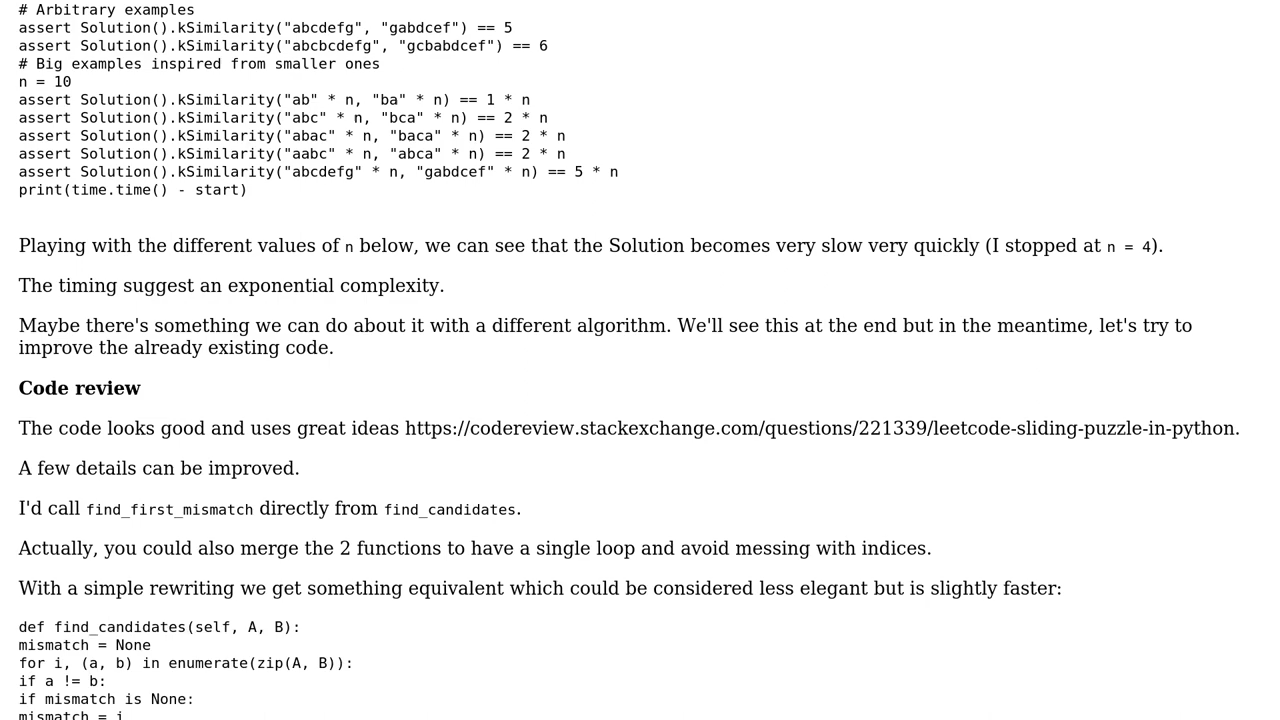 # Arbitrary examples
assert Solution().kSimilarity("abcdefg", "gabdcef") == 5
assert Solution().kSimilarity("abcbcdefg", "gcbabdcef") == 6
# Big examples inspired from smaller ones
n = 10
assert Solution().kSimilarity("ab" * n, "ba" * n) == 1 * n
assert Solution().kSimilarity("abc" * n, "bca" * n) == 2 * n
assert Solution().kSimilarity("abac" * n, "baca" * n) == 2 * n
assert Solution().kSimilarity("aabc" * n, "abca" * n) == 2 * n
assert Solution().kSimilarity("abcdefg" * n, "gabdcef" * n) == 5 * n
print(time.time() - start)
Playing with the different values of n below, we can see that the Solution becomes very slow very quickly (I stopped at n = 4).
The timing suggest an exponential complexity.
Maybe there's something we can do about it with a different algorithm. We'll see this at the end but in the meantime, let's try to
improve the already existing code.
Code review
The code looks good and uses great ideas https://codereview.stackexchange.com/questions/221339/leetcode-sliding-puzzle-in-python.
A few details can be improved.
I'd call find_first_mismatch directly from find_candidates.
Actually, you could also merge the 2 functions to have a single loop and avoid messing with indices.
With a simple rewriting we get something equivalent which could be considered less elegant but is slightly faster:
def find_candidates(self, A, B):
mismatch = None
for i, (a, b) in enumerate(zip(A, B)):
if a != b:
if mismatch is None:
mismatch = i